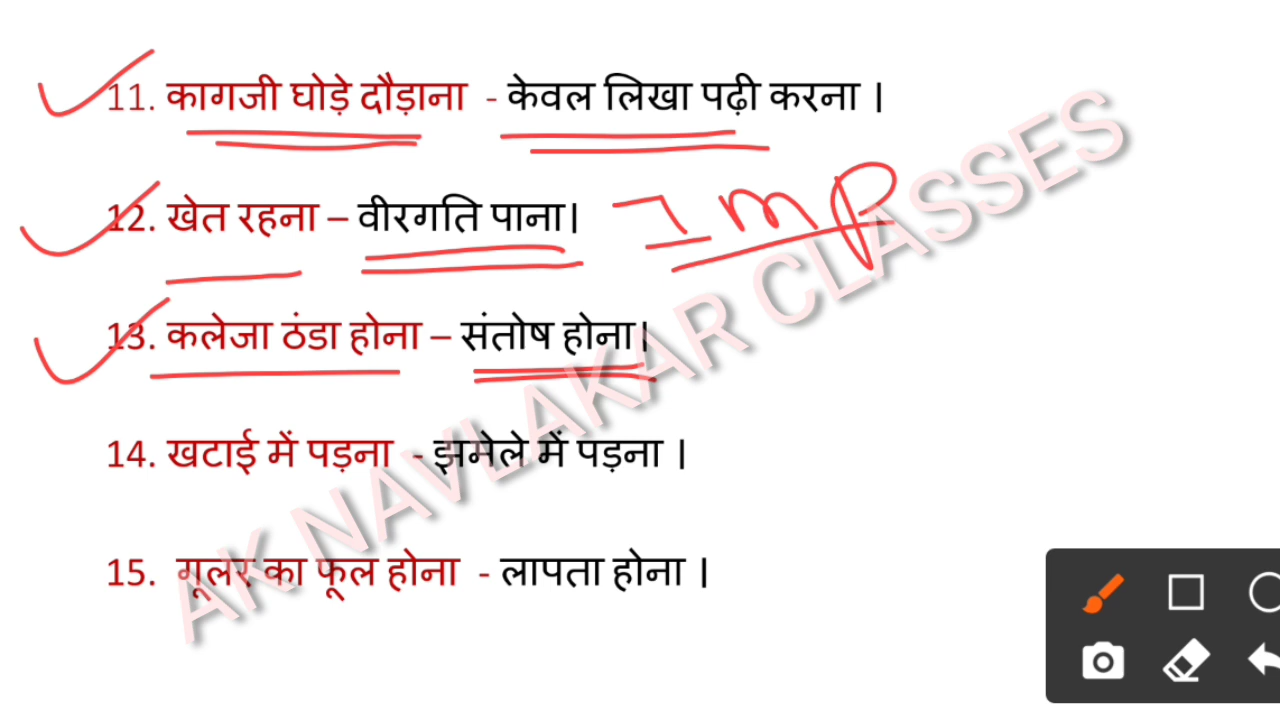 11. कागजी घोड़े दौड़ाना - केवल लिखा पढ़ी करना ।
12. खेत रहना – वीरगति पाना। IMP
13. कलेजा ठंडा होना – संतोष होना।
14. खटाई में पड़ना - झमेले में पड़ना ।
15. गूलर का फूल होना - लापता होना ।
AK NAVLAKAR CLASSES